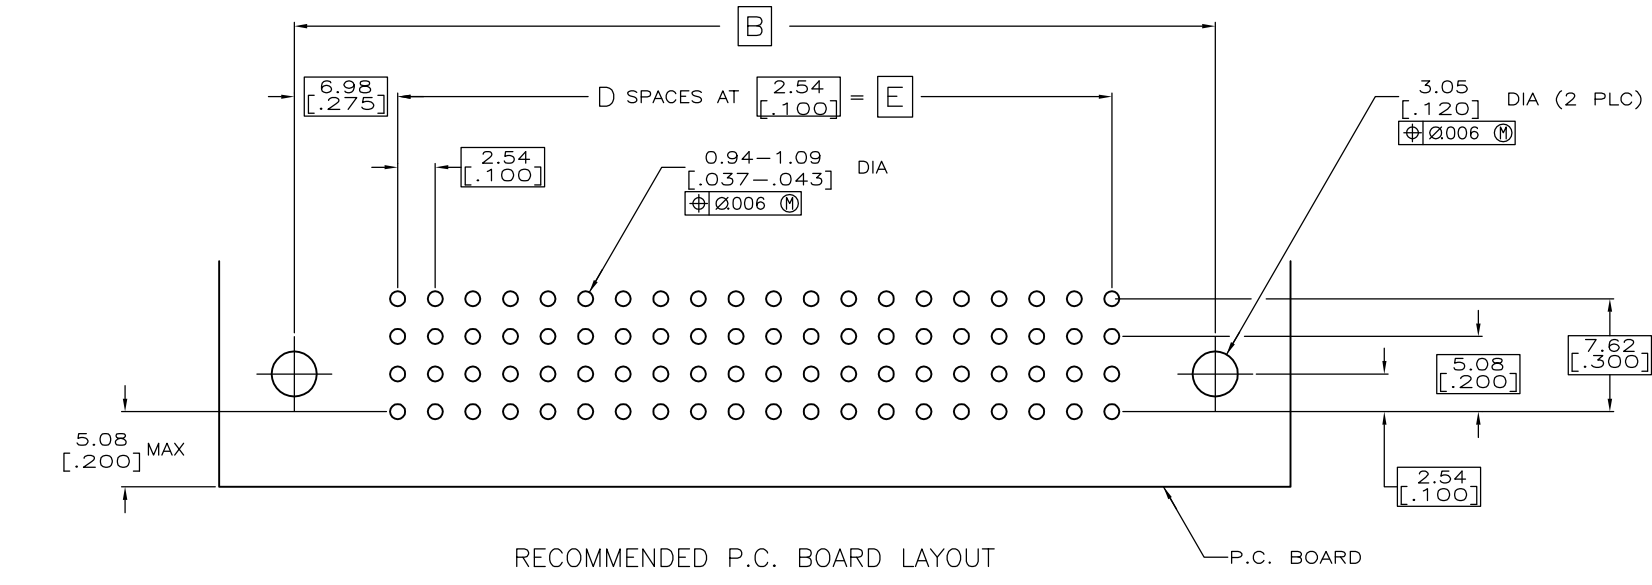 B
6.98
[.275]
D SPACES AT 2.54 [.100] = E
3.05
[.120] DIA (2 PLC)
⌖ Ø.006 Ⓜ
2.54
[.100]
0.94–1.09
[.037–.043] DIA
⌖ Ø.006 Ⓜ
7.62
[.300]
5.08
[.200]
5.08
[.200] MAX
2.54
[.100]
RECOMMENDED P.C. BOARD LAYOUT
P.C. BOARD